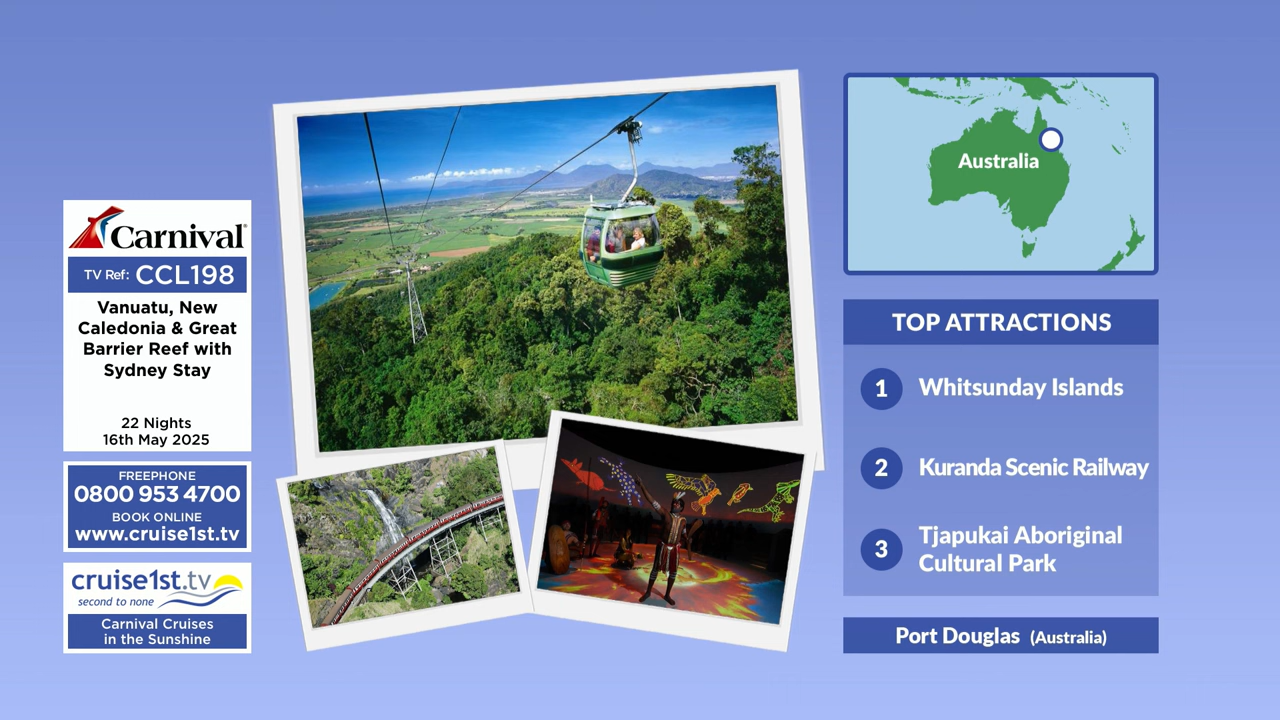 Carnival
TV Ref: CCL198
Vanuatu, New
Caledonia & Great
Barrier Reef with
Sydney Stay
22 Nights
16th May 2025
FREEPHONE
0800 953 4700
BOOK ONLINE
www.cruise1st.tv
cruise1st.tv
second to none
Carnival Cruises
in the Sunshine
Australia
TOP ATTRACTIONS
1 Whitsunday Islands
2 Kuranda Scenic Railway
3 Tjapukai Aboriginal
Cultural Park
Port Douglas (Australia)